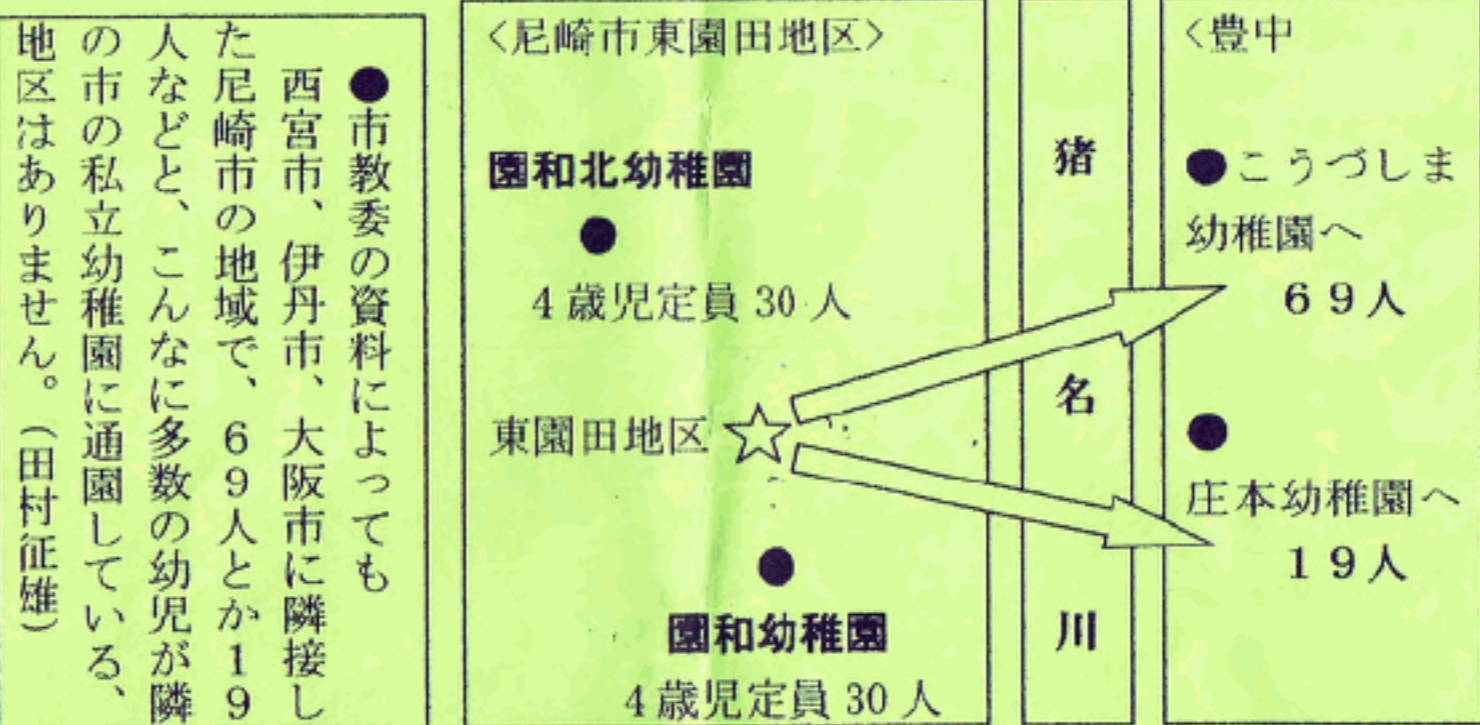 ●市教委の資料によっても
西宮市、伊丹市、大阪市に隣接し
た尼崎市の地域で、69人とか19
人などと、こんなに多数の幼児が隣
の市の私立幼稚園に通園している、
地区はありません。（田村征雄）
＜尼崎市東園田地区＞
園和北幼稚園
●
4歳児定員30人
東園田地区☆
●
園和幼稚園
4歳児定員30人
猪名川
＜豊中
●こうづしま
幼稚園へ
69人
●
庄本幼稚園へ
19人